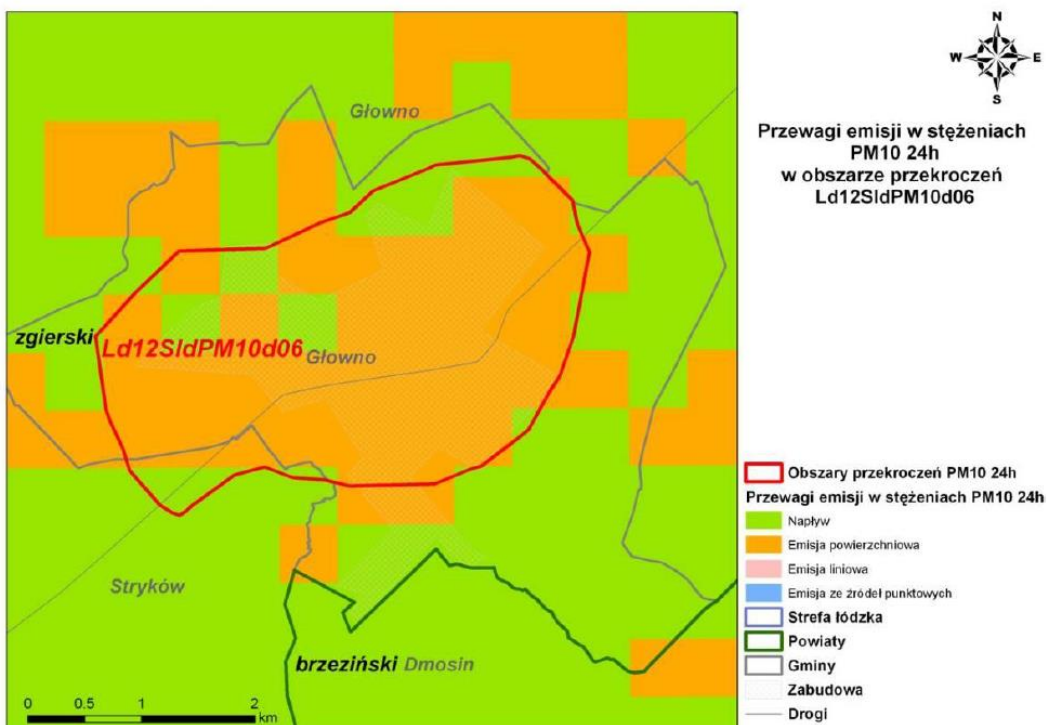 N
W E
S
Przewagi emisji w stężeniach
PM10 24h
w obszarze przekroczeń
Ld12SldPM10d06
Głowno
zgierski
Ld12SldPM10d06
Głowno
Stryków
brzeziński Dmosin
0 0.5 1 2
km
Obszary przekroczeń PM10 24h
Przewagi emisji w stężeniach PM10 24h
Napływ
Emisja powierzchniowa
Emisja liniowa
Emisja ze źródeł punktowych
Strefa łódzka
Powiaty
Gminy
Zabudowa
Drogi